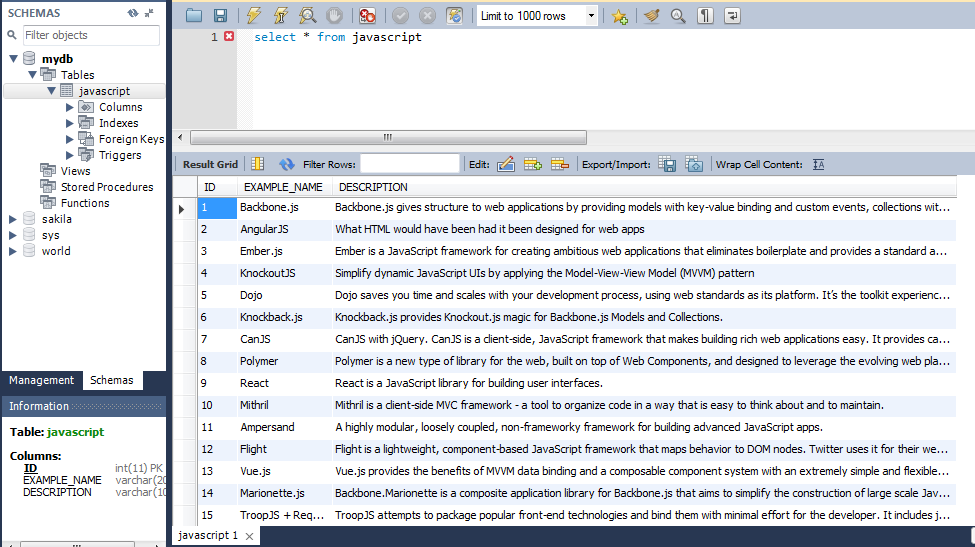 SCHEMAS
Filter objects
mydb
Tables
javascript
Columns
Indexes
Foreign Keys
Triggers
Views
Stored Procedures
Functions
sakila
sys
world
Management Schemas
Information
Table: javascript
Columns:
ID int(11) PK
EXAMPLE_NAME varchar(20
DESCRIPTION varchar(10
Limit to 1000 rows
1 select * from javascript
Result Grid Filter Rows: Edit: Export/Import: Wrap Cell Content:
ID EXAMPLE_NAME DESCRIPTION
1 Backbone.js Backbone.js gives structure to web applications by providing models with key-value binding and custom events, collections wit...
2 AngularJS What HTML would have been had it been designed for web apps
3 Ember.js Ember is a JavaScript framework for creating ambitious web applications that eliminates boilerplate and provides a standard a...
4 KnockoutJS Simplify dynamic JavaScript UIs by applying the Model-View-View Model (MVVM) pattern
5 Dojo Dojo saves you time and scales with your development process, using web standards as its platform. It’s the toolkit experienc...
6 Knockback.js Knockback.js provides Knockout.js magic for Backbone.js Models and Collections.
7 CanJS CanJS with jQuery. CanJS is a client-side, JavaScript framework that makes building rich web applications easy. It provides ca...
8 Polymer Polymer is a new type of library for the web, built on top of Web Components, and designed to leverage the evolving web pla...
9 React React is a JavaScript library for building user interfaces.
10 Mithril Mithril is a client-side MVC framework - a tool to organize code in a way that is easy to think about and to maintain.
11 Ampersand A highly modular, loosely coupled, non-frameworky framework for building advanced JavaScript apps.
12 Flight Flight is a lightweight, component-based JavaScript framework that maps behavior to DOM nodes. Twitter uses it for their we...
13 Vue.js Vue.js provides the benefits of MVVM data binding and a composable component system with an extremely simple and flexible...
14 Marionette.js Backbone.Marionette is a composite application library for Backbone.js that aims to simplify the construction of large scale Jav...
15 TroopJS + Req... TroopJS attempts to package popular front-end technologies and bind them with minimal effort for the developer. It includes j...
javascript 1